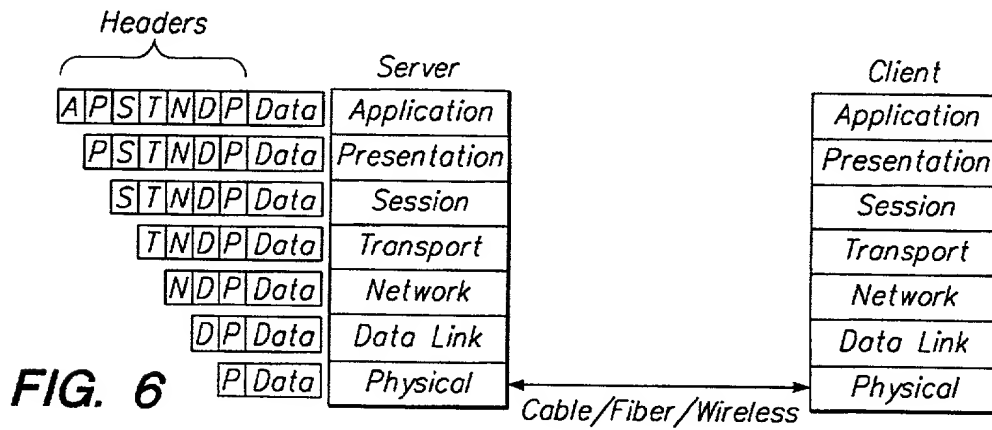 Headers
Server
Client
A P S T N D P Data Application Application
P S T N D P Data Presentation Presentation
S T N D P Data Session Session
T N D P Data Transport Transport
N D P Data Network Network
D P Data Data Link Data Link
P Data Physical Physical
Cable/Fiber/Wireless
FIG. 6